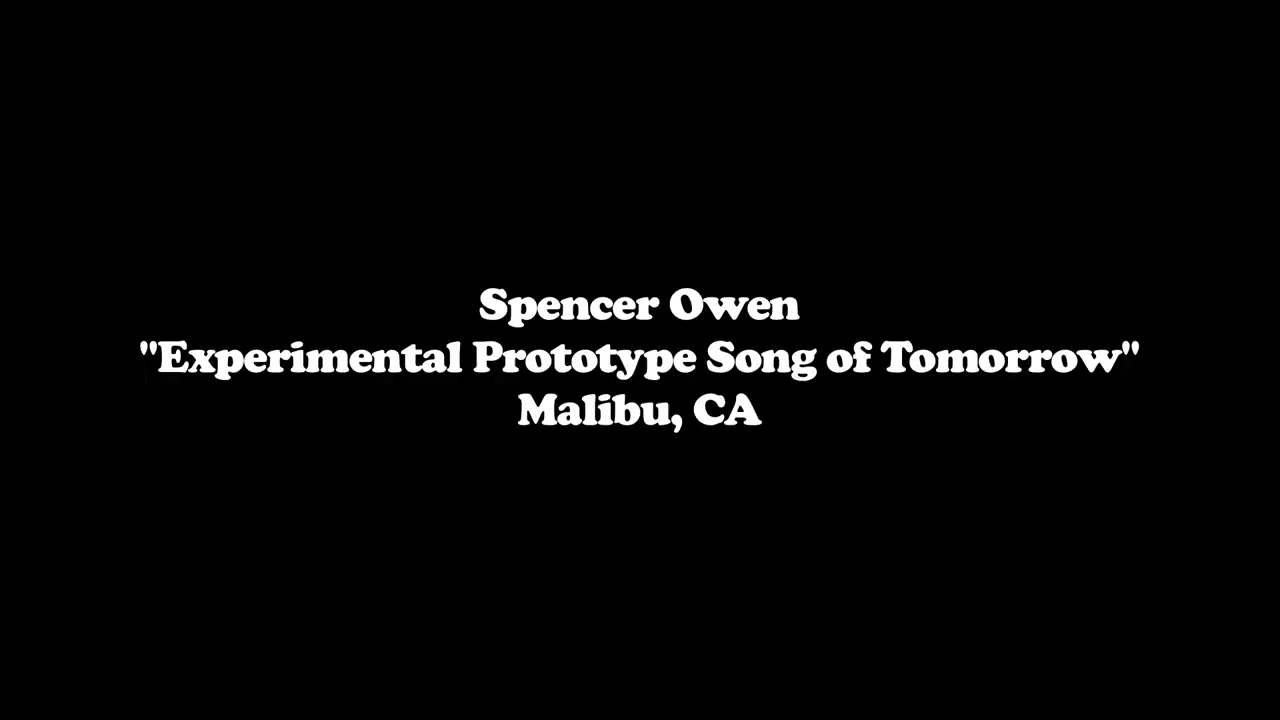 Spencer Owen
"Experimental Prototype Song of Tomorrow"
Malibu, CA